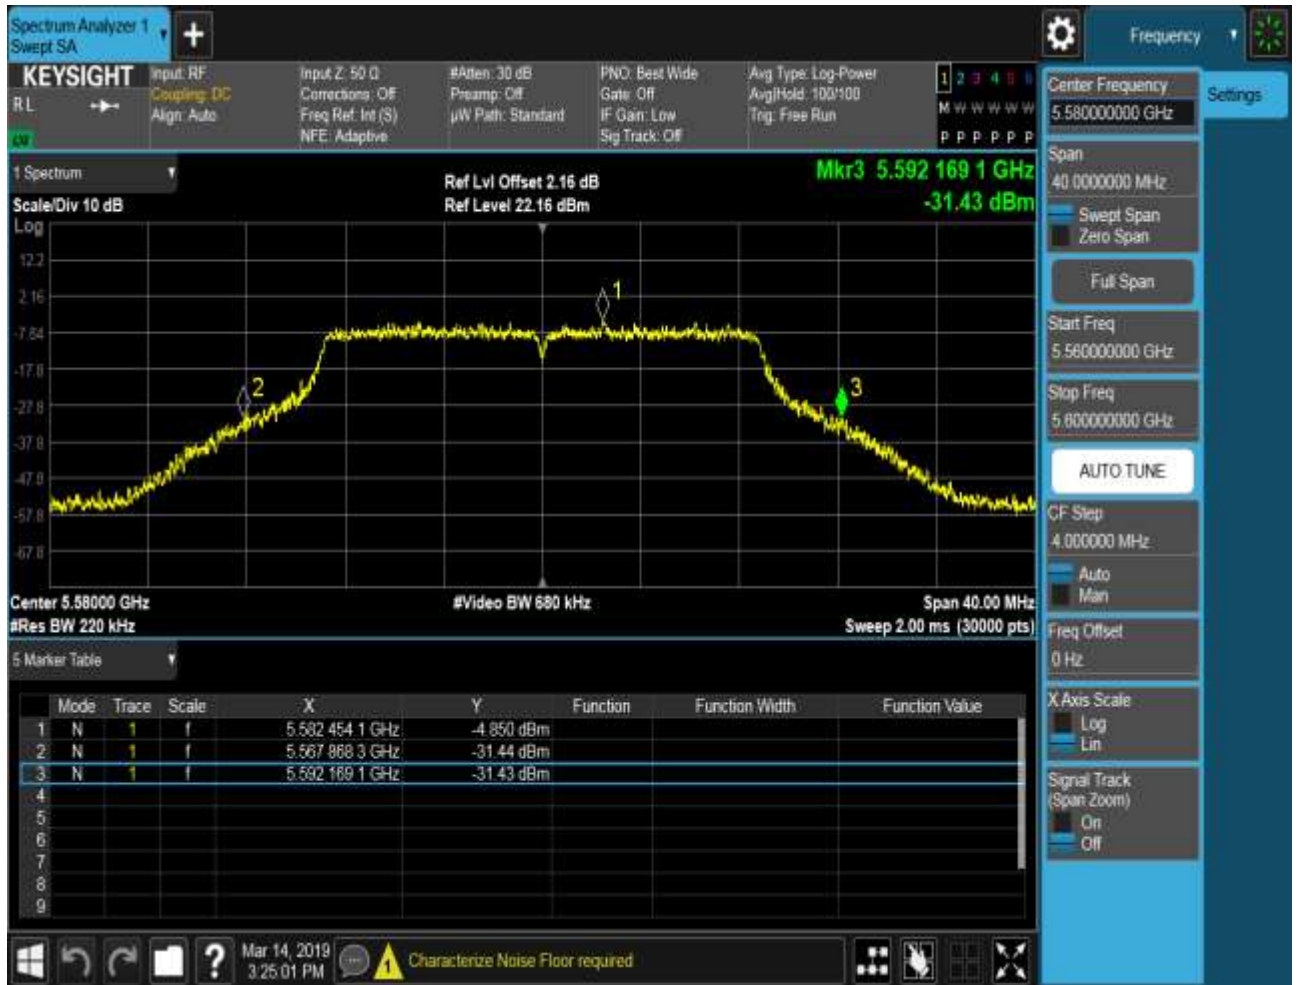 Spectrum Analyzer 1
Swept SA
Frequency
KEYSIGHT
RL
Input: RF
Coupling: DC
Align: Auto
Input Z: 50 Ω
Corrections: Off
Freq Ref: Int (S)
NFE: Adaptive
#Atten: 30 dB
Preamp: Off
µW Path: Standard
PNO: Best Wide
Gate: Off
IF Gain: Low
Sig Track: Off
Avg Type: Log-Power
Avg|Hold: 100/100
Trig: Free Run
1 2 3 4 5 6
M W W W W W
P P P P P P
1 Spectrum
Scale/Div 10 dB
Log
Ref Lvl Offset 2.16 dB
Ref Level 22.16 dBm
Mkr3 5.592 169 1 GHz
-31.43 dBm
12.2
2.16
-7.84
-17.8
-27.8
-37.8
-47.8
-57.8
-67.8
1
2
3
Center 5.58000 GHz
#Res BW 220 kHz
#Video BW 680 kHz
Span 40.00 MHz
Sweep 2.00 ms (30000 pts)
5 Marker Table
Mode Trace Scale X Y Function Function Width Function Value
1 N 1 f 5.582 454 1 GHz -4.850 dBm
2 N 1 f 5.567 868 3 GHz -31.44 dBm
3 N 1 f 5.592 169 1 GHz -31.43 dBm
4
5
6
7
8
9
Mar 14, 2019
3:25:01 PM
1
Characterize Noise Floor required
Center Frequency
5.580000000 GHz
Settings
Span
40.0000000 MHz
Swept Span
Zero Span
Full Span
Start Freq
5.560000000 GHz
Stop Freq
5.600000000 GHz
AUTO TUNE
CF Step
4.000000 MHz
Auto
Man
Freq Offset
0 Hz
X Axis Scale
Log
Lin
Signal Track
(Span Zoom)
On
Off